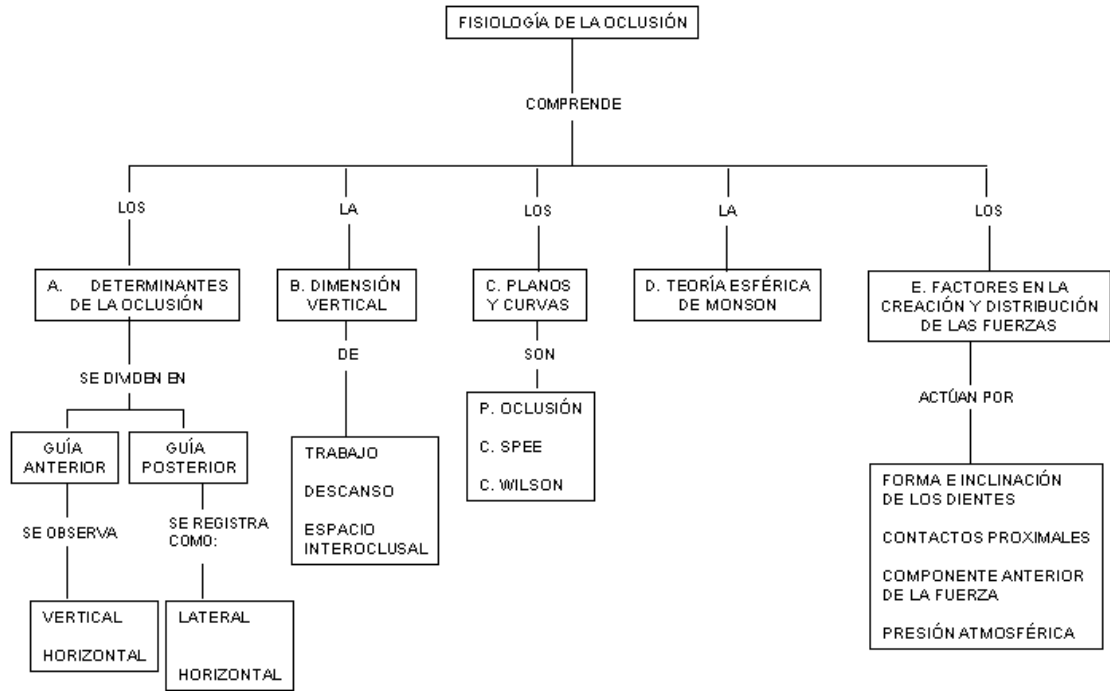 FISIOLOGÍA DE LA OCLUSIÓN
COMPRENDE
LOS
LA
LOS
LA
LOS
A. DETERMINANTES
DE LA OCLUSIÓN
B. DIMENSIÓN
VERTICAL
C. PLANOS
Y CURVAS
D. TEORÍA ESFÉRICA
DE MONSON
E. FACTORES EN LA
CREACIÓN Y DISTRIBUCIÓN
DE LAS FUERZAS
SE DIVIDEN EN
DE
SON
ACTÚAN POR
GUÍA
ANTERIOR
GUÍA
POSTERIOR
TRABAJO
DESCANSO
ESPACIO
INTEROCLUSAL
P. OCLUSIÓN
C. SPEE
C. WILSON
FORMA E INCLINACIÓN
DE LOS DIENTES
CONTACTOS PROXIMALES
COMPONENTE ANTERIOR
DE LA FUERZA
PRESIÓN ATMOSFÉRICA
SE OBSERVA
SE REGISTRA
COMO:
VERTICAL
HORIZONTAL
LATERAL
HORIZONTAL